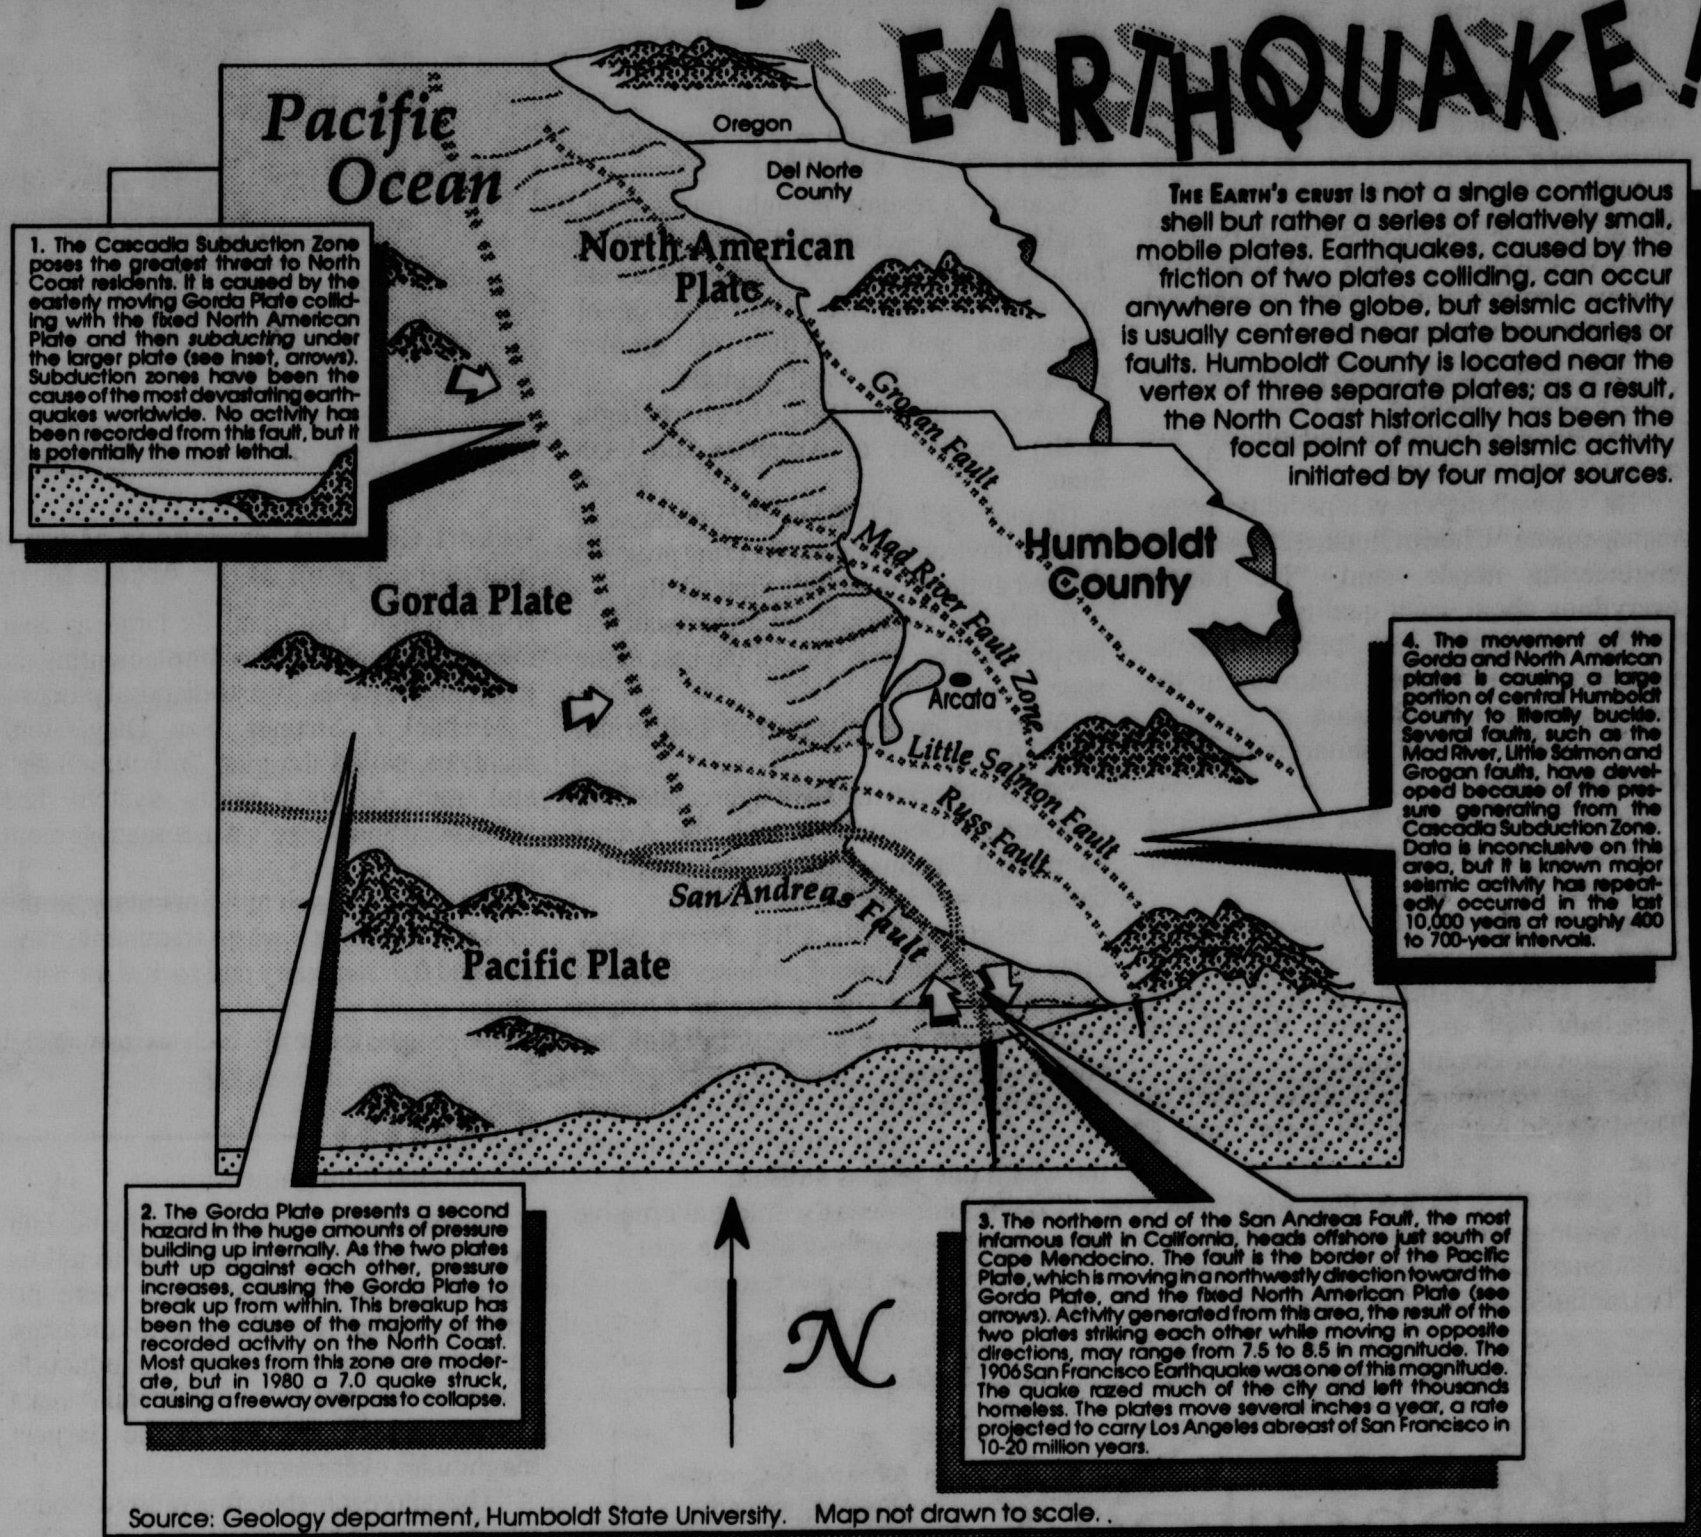 EARTHQUAKE!
THE EARTH'S CRUST is not a single contiguous
shell but rather a series of relatively small,
mobile plates. Earthquakes, caused by the
friction of two plates colliding, can occur
anywhere on the globe, but seismic activity
is usually centered near plate boundaries or
faults. Humboldt County is located near the
vertex of three separate plates; as a result,
the North Coast historically has been the
focal point of much seismic activity
initiated by four major sources.
Pacific
Ocean
Oregon
Del Norte
County
North American
Plate
1. The Cascadia Subduction Zone
poses the greatest threat to North
Coast residents. It is caused by the
easterly moving Gorda Plate collid-
ing with the fixed North American
Plate and then subducting under
the larger plate (see inset, arrows).
Subduction zones have been the
cause of the most devastating earth-
quakes worldwide. No activity has
been recorded from this fault, but it
is potentially the most lethal.
Grogan Fault
Mad River Fault Zone
Humboldt
County
Gorda Plate
Arcata
Little Salmon Fault
Russ Fault
San Andreas Fault
Pacific Plate
4. The movement of the
Gorda and North American
plates is causing a large
portion of central Humboldt
County to literally buckle.
Several faults, such as the
Mad River, Little Salmon and
Grogan faults, have devel-
oped because of the pres-
sure generating from the
Cascadia Subduction Zone.
Data is inconclusive on this
area, but it is known major
seismic activity has repeat-
edly occurred in the last
10,000 years at roughly 400
to 700-year intervals.
2. The Gorda Plate presents a second
hazard in the huge amounts of pressure
building up internally. As the two plates
butt up against each other, pressure
increases, causing the Gorda Plate to
break up from within. This breakup has
been the cause of the majority of the
recorded activity on the North Coast.
Most quakes from this zone are moder-
ate, but in 1980 a 7.0 quake struck,
causing a freeway overpass to collapse.
N
3. The northern end of the San Andreas Fault, the most
infamous fault in California, heads offshore just south of
Cape Mendocino. The fault is the border of the Pacific
Plate, which is moving in a northwestly direction toward the
Gorda Plate, and the fixed North American Plate (see
arrows). Activity generated from this area, the result of the
two plates striking each other while moving in opposite
directions, may range from 7.5 to 8.5 in magnitude. The
1906 San Francisco Earthquake was one of this magnitude.
The quake razed much of the city and left thousands
homeless. The plates move several inches a year, a rate
projected to carry Los Angeles abreast of San Francisco in
10-20 million years.
Source: Geology department, Humboldt State University. Map not drawn to scale. .